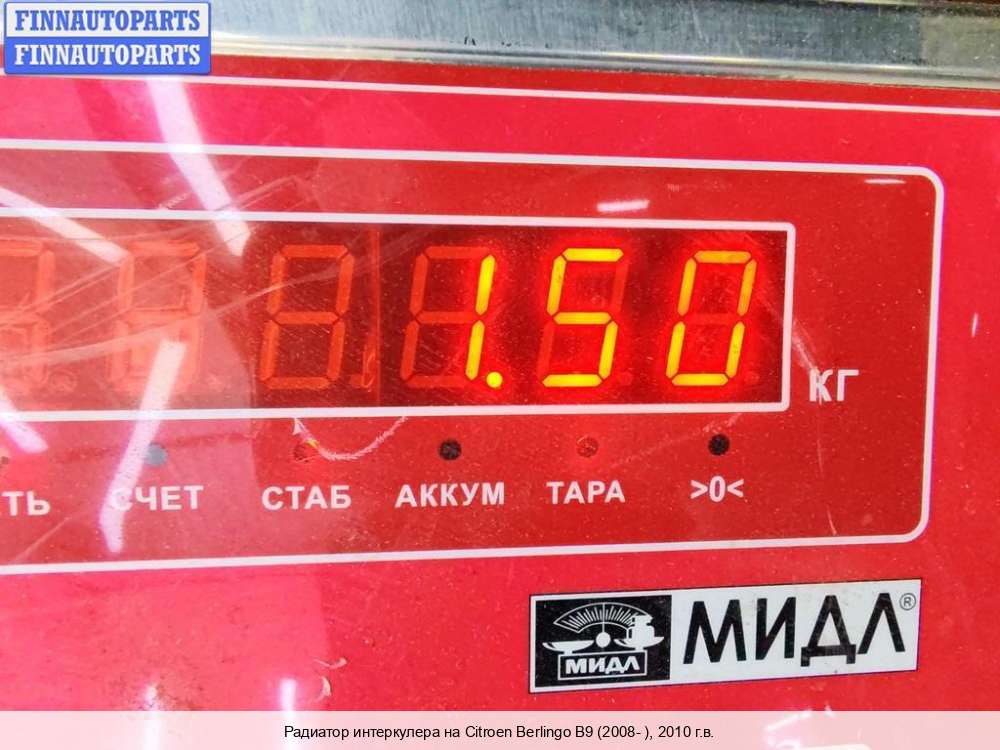 FINNAUTOPARTS
FINNAUTOPARTS
1.50
КГ
СЧЕТ СТАБ АККУМ ТАРА >0<
МИДЛ МИДЛ®
Радиатор интеркулера на Citroen Berlingo B9 (2008- ), 2010 г.в.